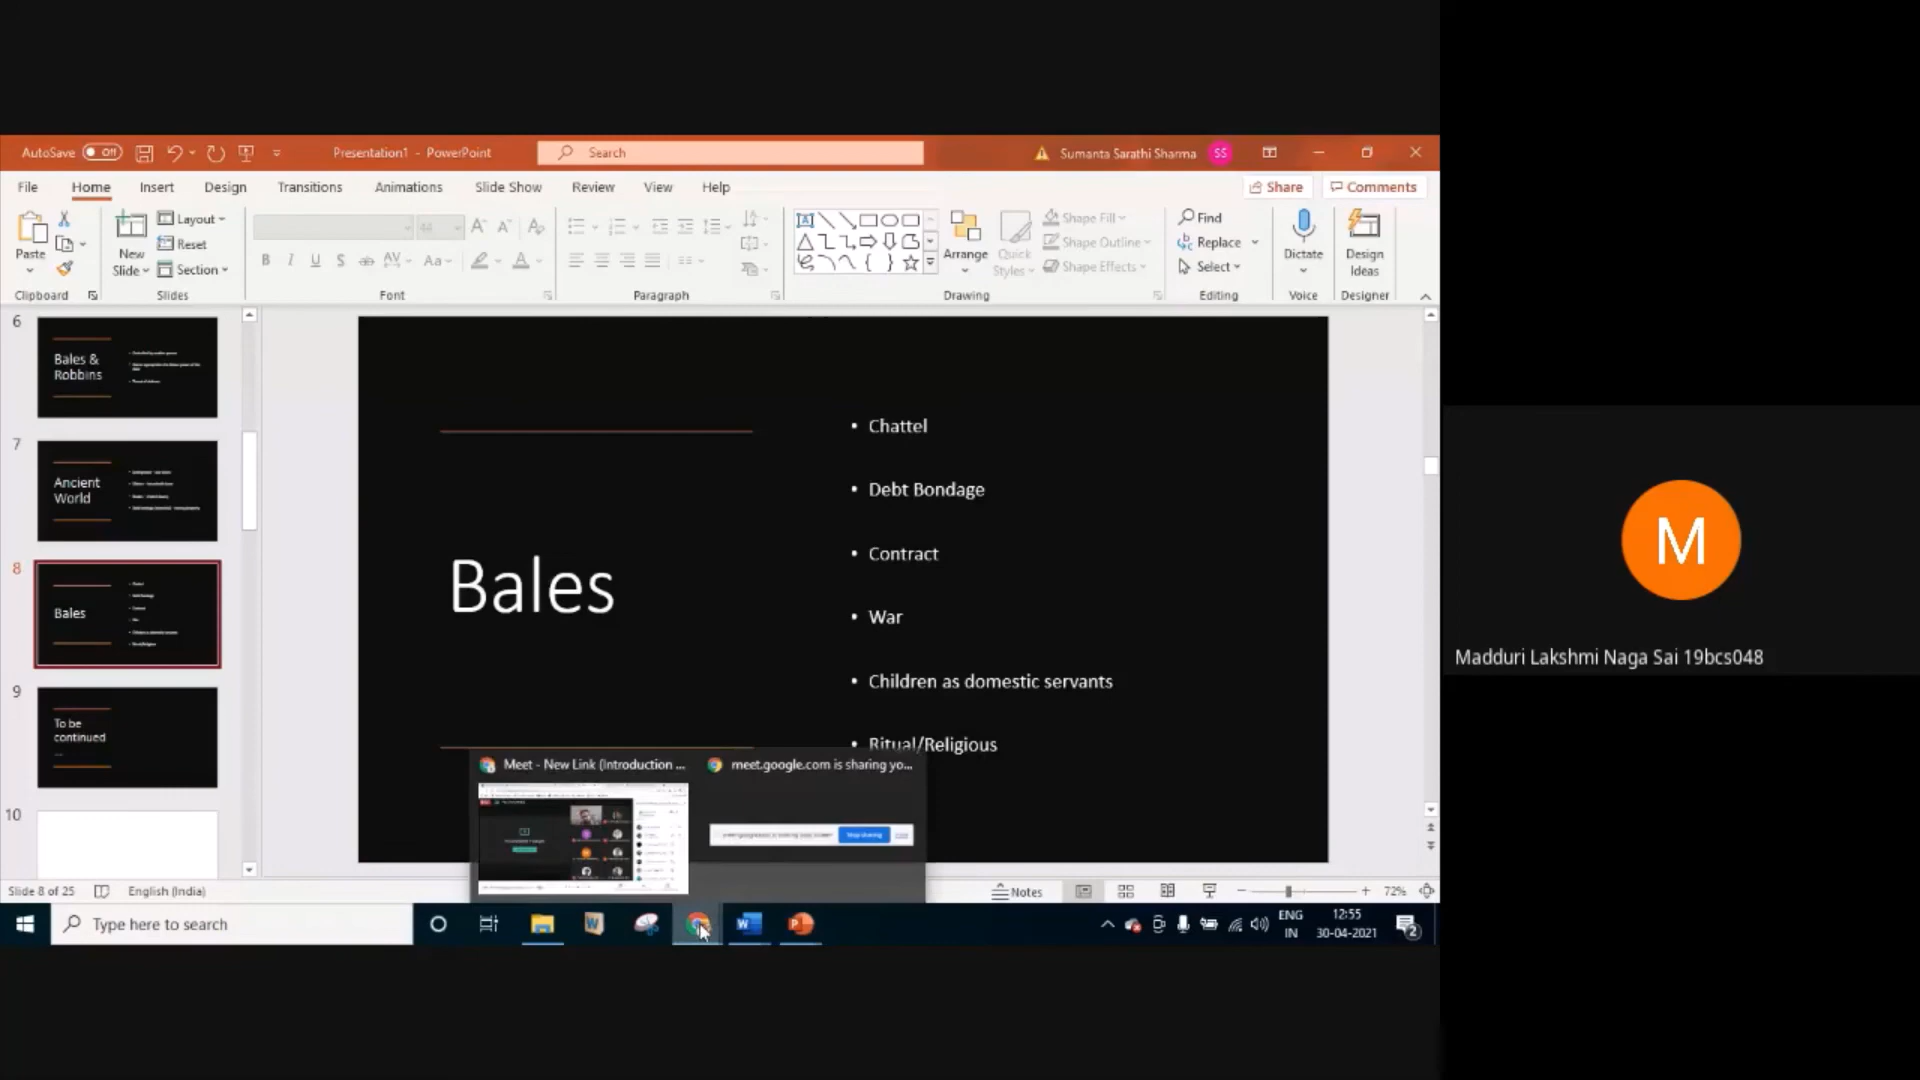 AutoSave Off Presentation1 - PowerPoint Search Sumanta Sarathi Sharma SS
File Home Insert Design Transitions Animations Slide Show Review View Help Share Comments
Paste
New Slide
Layout
Reset
Section
44
Arrange
Quick Styles
Shape Fill
Shape Outline
Shape Effects
Find
Replace
Select
Dictate
Design Ideas
Clipboard Slides Font Paragraph Drawing Editing Voice Designer
6
Bales &
Robbins
7
Ancient
World
8
Bales
9
To be
continued
10
Bales
• Chattel
• Debt Bondage
• Contract
• War
• Children as domestic servants
• Ritual/Religious
Meet - New Link (Introduction ...
meet.google.com is sharing yo...
Stop sharing
M
Madduri Lakshmi Naga Sai 19bcs048
Slide 8 of 25 English (India) Notes 72%
Type here to search
ENG
IN
12:55
30-04-2021
2